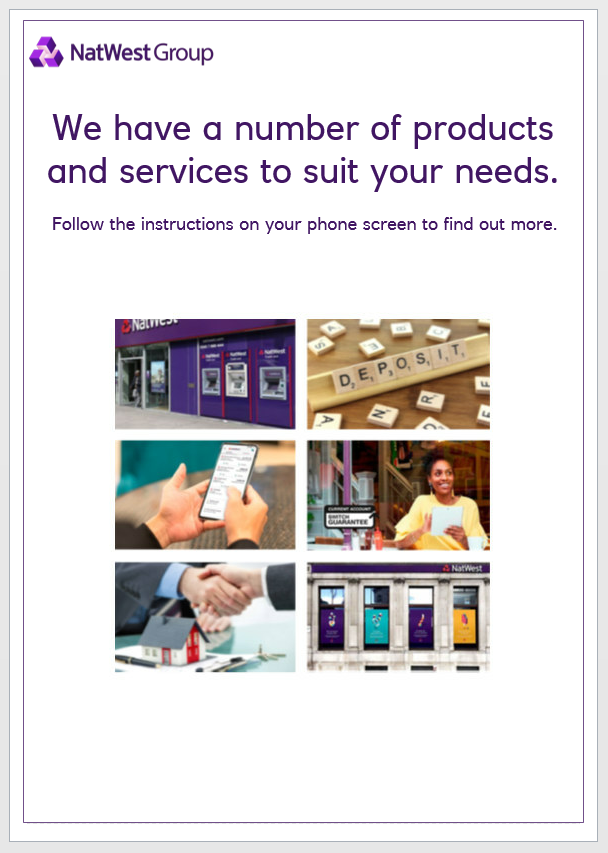 NatWest Group
We have a number of products
and services to suit your needs.
Follow the instructions on your phone screen to find out more.
NatWest
DEPOSIT
CURRENT ACCOUNT
SWITCH
GUARANTEE
NatWest